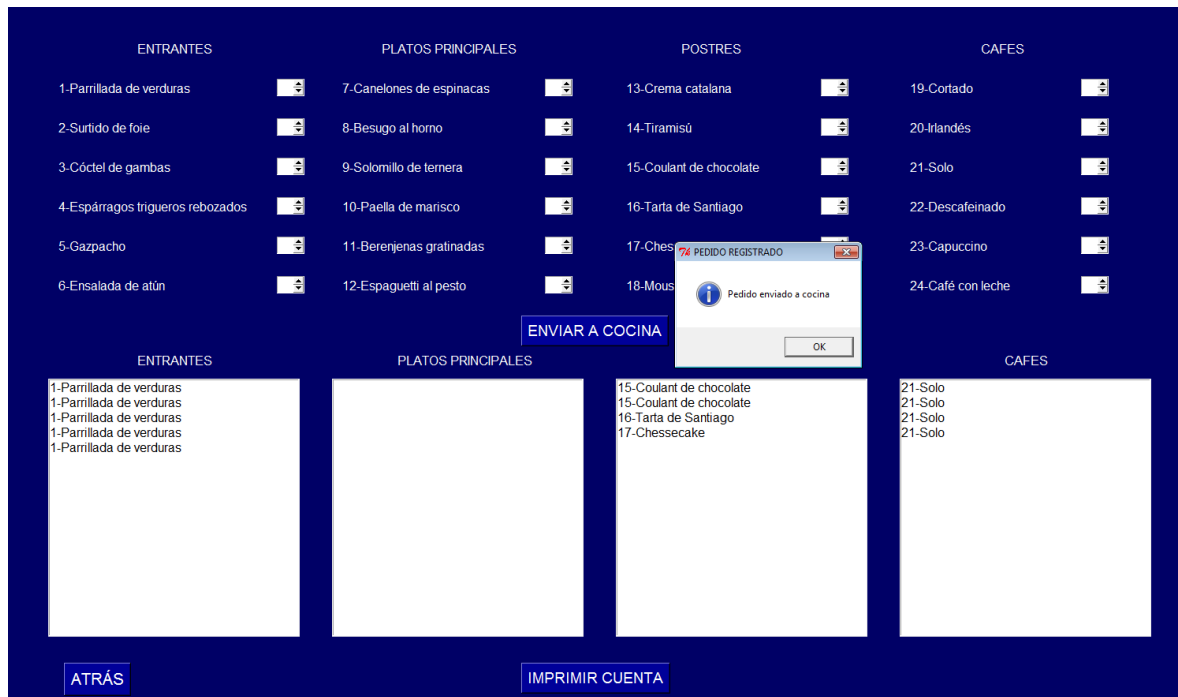 ENTRANTES PLATOS PRINCIPALES POSTRES CAFES
1-Parrillada de verduras 7-Canelones de espinacas 13-Crema catalana 19-Cortado
2-Surtido de foie 8-Besugo al horno 14-Tiramisú 20-Irlandés
3-Cóctel de gambas 9-Solomillo de ternera 15-Coulant de chocolate 21-Solo
4-Espárragos trigueros rebozados 10-Paella de marisco 16-Tarta de Santiago 22-Descafeinado
5-Gazpacho 11-Berenjenas gratinadas 17-Ches 23-Capuccino
6-Ensalada de atún 12-Espaguetti al pesto 18-Mous 24-Café con leche
PEDIDO REGISTRADO
Pedido enviado a cocina
OK
ENVIAR A COCINA
ENTRANTES PLATOS PRINCIPALES CAFES
1-Parrillada de verduras 15-Coulant de chocolate 21-Solo
1-Parrillada de verduras 15-Coulant de chocolate 21-Solo
1-Parrillada de verduras 16-Tarta de Santiago 21-Solo
1-Parrillada de verduras 17-Chessecake 21-Solo
1-Parrillada de verduras
ATRÁS IMPRIMIR CUENTA